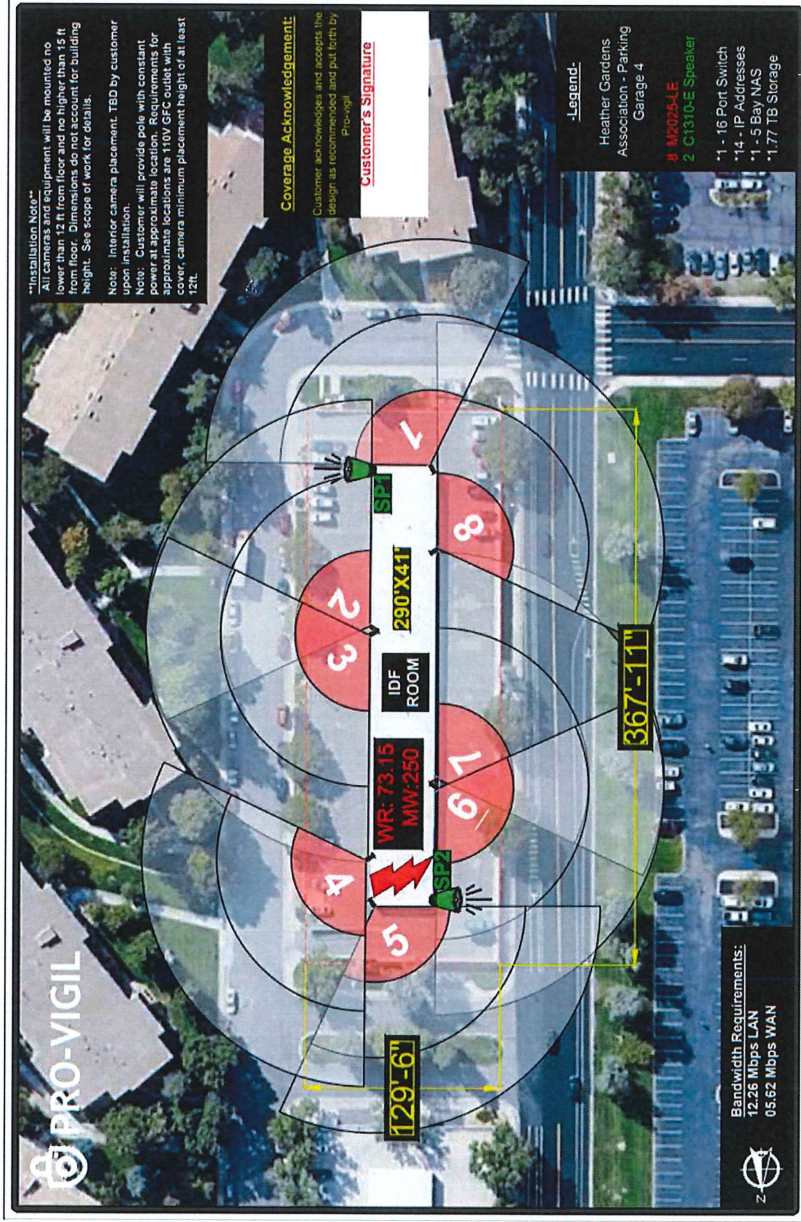 PRO-VIGIL
**Installation Note**
All cameras and equipment will be mounted no
lower than 12 ft from floor and no higher than 15 ft
from floor. Dimensions do not account for building
height. See scope of work for details.
Note: Interior camera placement. TBD by customer
upon installation.
Note: Customer will provide pole with constant
power at approximate location. Requirements for
approximate locations are 110V GFC outlet with
cover, camera minimum placement height of at least
12ft.
Coverage Acknowledgement:
Customer acknowledges and accepts the
design as recommended and put forth by
Pro-vigil
Customer's Signature
-Legend-
Heather Gardens
Association - Parking
Garage 4
8 M2025-LE
2 C1310-E Speaker
*1 - 16 Port Switch
*14 - IP Addresses
*1 - 5 Bay NAS
*1.77 TB Storage
1
2
3
4
5
6
7
8
SP1
SP2
290'X41'
IDF
ROOM
WR: 73.15
MW:250
129'-6"
367'-11"
Bandwidth Requirements:
12.26 Mbps LAN
05.62 Mbps WAN
N